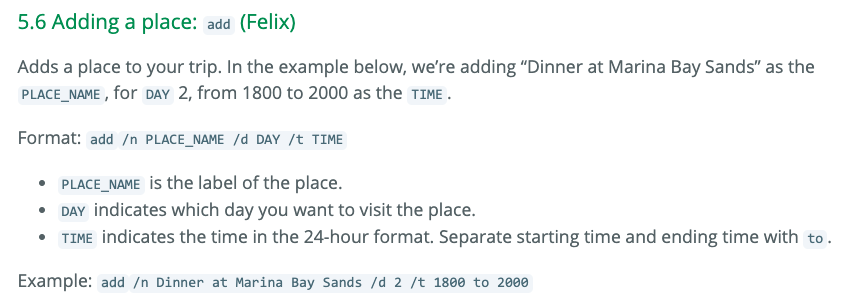 5.6 Adding a place: add (Felix)
Adds a place to your trip. In the example below, we’re adding “Dinner at Marina Bay Sands” as the
PLACE_NAME , for DAY 2, from 1800 to 2000 as the TIME .
Format: add /n PLACE_NAME /d DAY /t TIME
• PLACE_NAME is the label of the place.
• DAY indicates which day you want to visit the place.
• TIME indicates the time in the 24-hour format. Separate starting time and ending time with to .
Example: add /n Dinner at Marina Bay Sands /d 2 /t 1800 to 2000